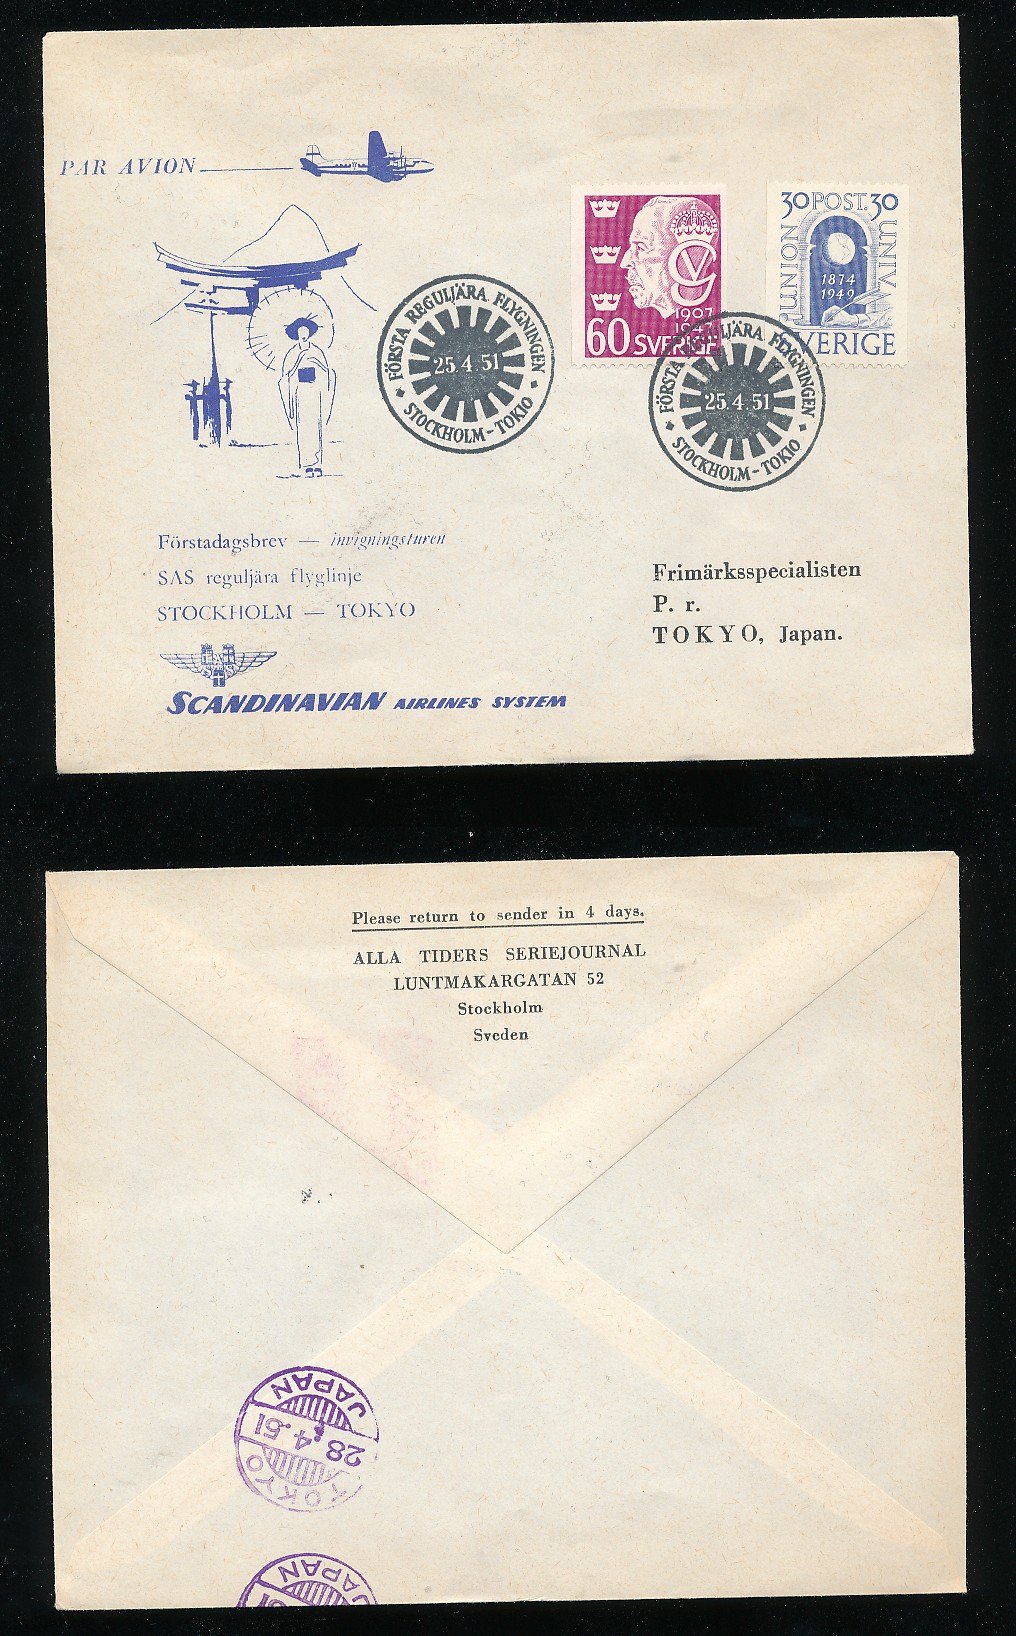 PAR AVION
60 SVERIGE
1907
1947
30 POST. 30
UNION
UNIV.
1874
1949
SVERIGE
FÖRSTA REGULJÄRA FLYGNINGEN
25.4.51
STOCKHOLM - TOKIO
FÖRSTA REGULJÄRA FLYGNINGEN
25.4.51
STOCKHOLM - TOKIO
Förstadagsbrev — invigningsturen
SAS reguljära flyglinje
STOCKHOLM — TOKYO
SCANDINAVIAN AIRLINES SYSTEM
Frimärksspecialisten
P. r.
TOKYO, Japan.
Please return to sender in 4 days.
ALLA TIDERS SERIEJOURNAL
LUNTMAKARGATAN 52
Stockholm
Sweden
TOKYO
28.4.51
JAPAN
JAPAN